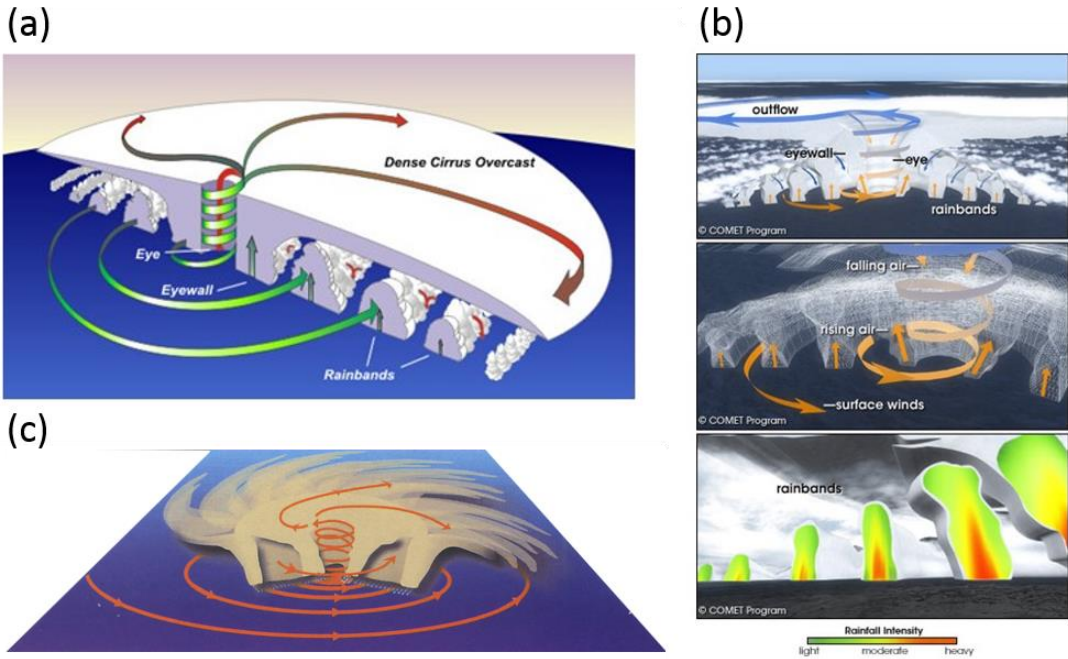 (a)
Dense Cirrus Overcast
Eye
Eyewall
Rainbands
(b)
outflow
eyewall
eye
rainbands
© COMET Program
falling air
rising air
surface winds
© COMET Program
rainbands
© COMET Program
Rainfall Intensity
light moderate heavy
(c)